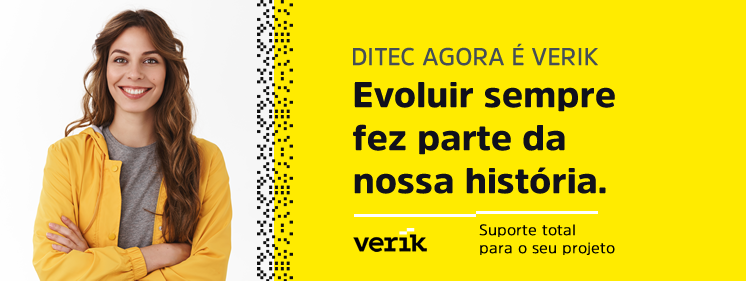 DITEC AGORA É VERIK
Evoluir sempre
fez parte da
nossa história.
verik
Suporte total
para o seu projeto